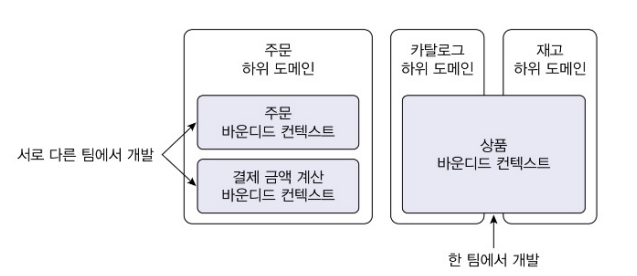 주문
하위 도메인
카탈로그
하위 도메인
재고
하위 도메인
주문
바운디드 컨텍스트
서로 다른 팀에서 개발
결제 금액 계산
바운디드 컨텍스트
상품
바운디드 컨텍스트
한 팀에서 개발